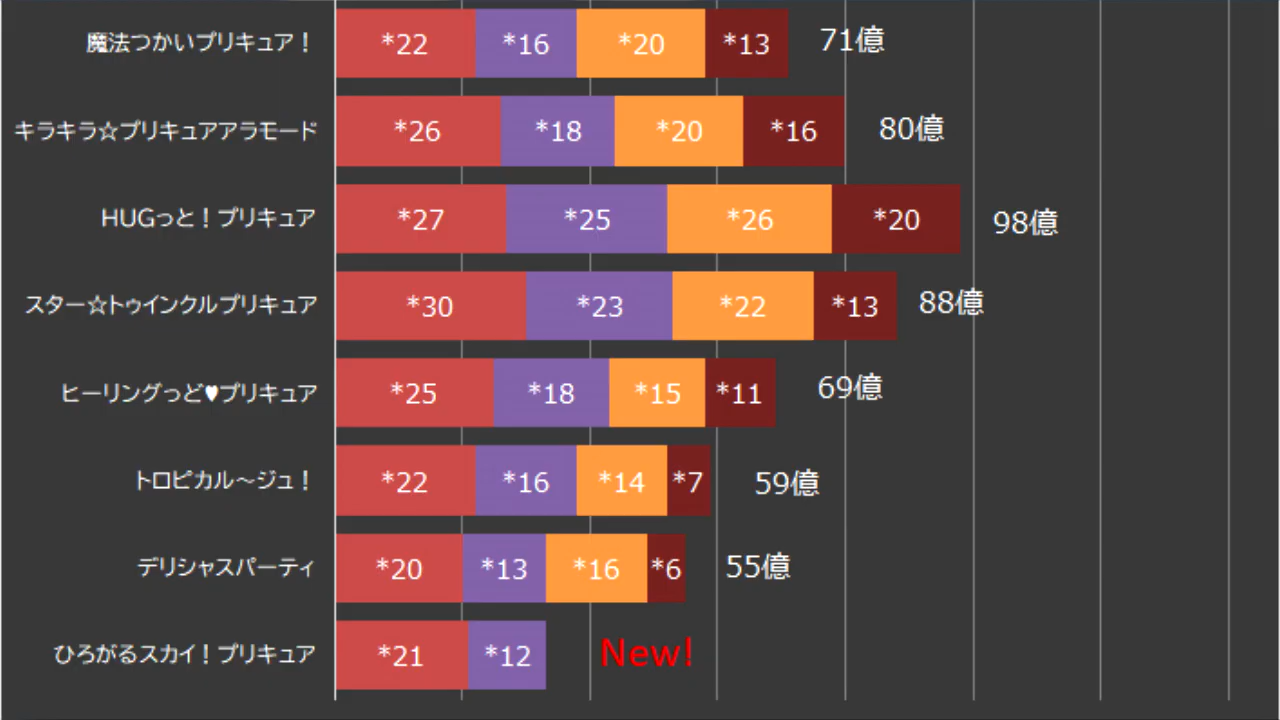 魔法つかいプリキュア！ *22 *16 *20 *13 71億
キラキラ☆プリキュアアラモード *26 *18 *20 *16 80億
HUGっと！プリキュア *27 *25 *26 *20 98億
スター☆トゥインクルプリキュア *30 *23 *22 *13 88億
ヒーリングっど♥プリキュア *25 *18 *15 *11 69億
トロピカル〜ジュ！ *22 *16 *14 *7 59億
デリシャスパーティ *20 *13 *16 *6 55億
ひろがるスカイ！プリキュア *21 *12 New!